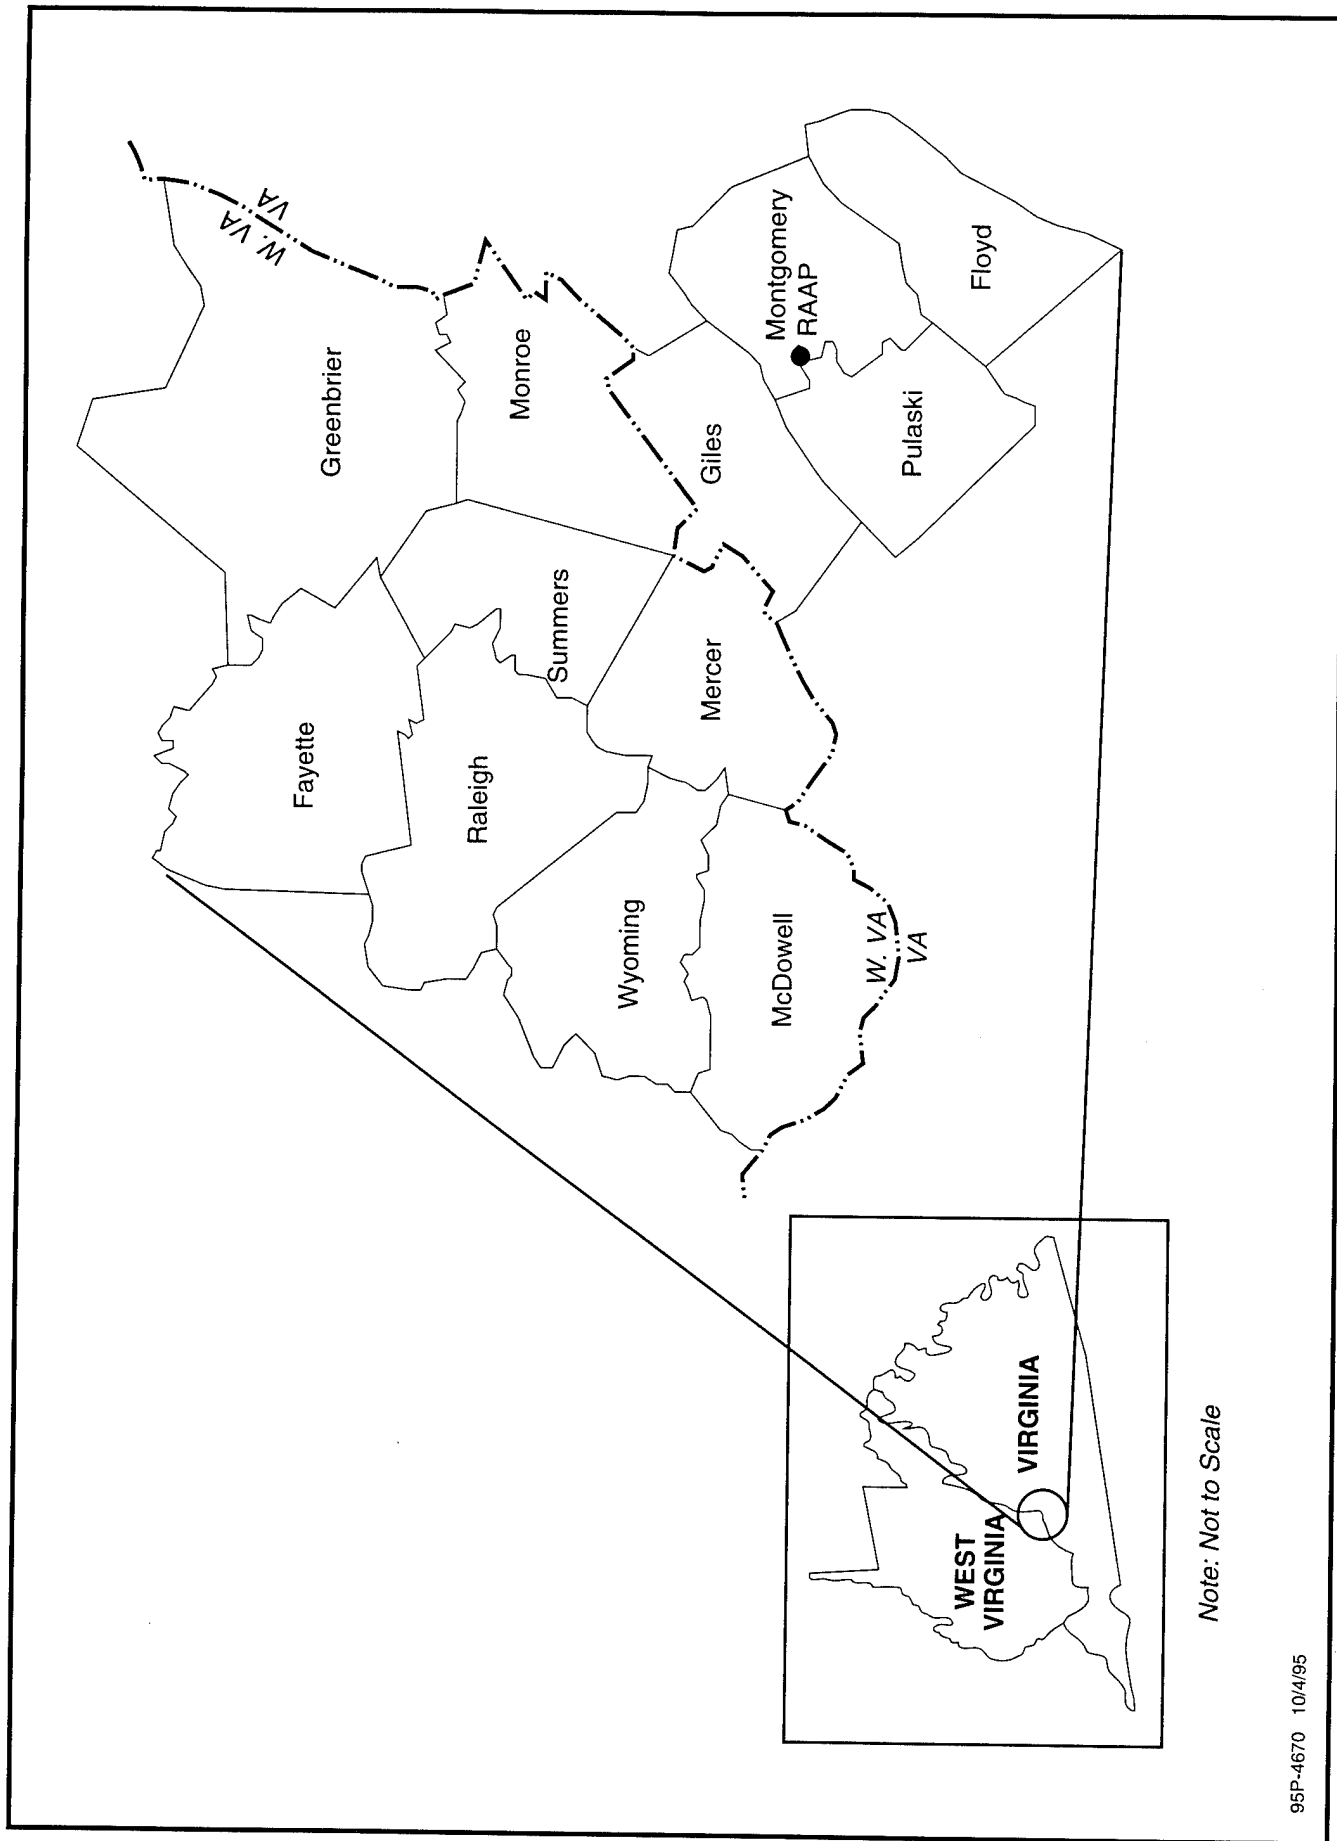 Greenbrier
W. VA
VA
Fayette
Monroe
Raleigh
Summers
Montgomery
RAAP
Wyoming
Mercer
Giles
McDowell
Floyd
Pulaski
W. VA
VA
WEST
VIRGINIA
VIRGINIA
Note: Not to Scale
95P-4670 10/4/95